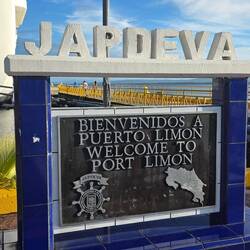 JAPDEVA
BIENVENIDOS A
PUERTO LIMON
WELCOME TO
PORT LIMON